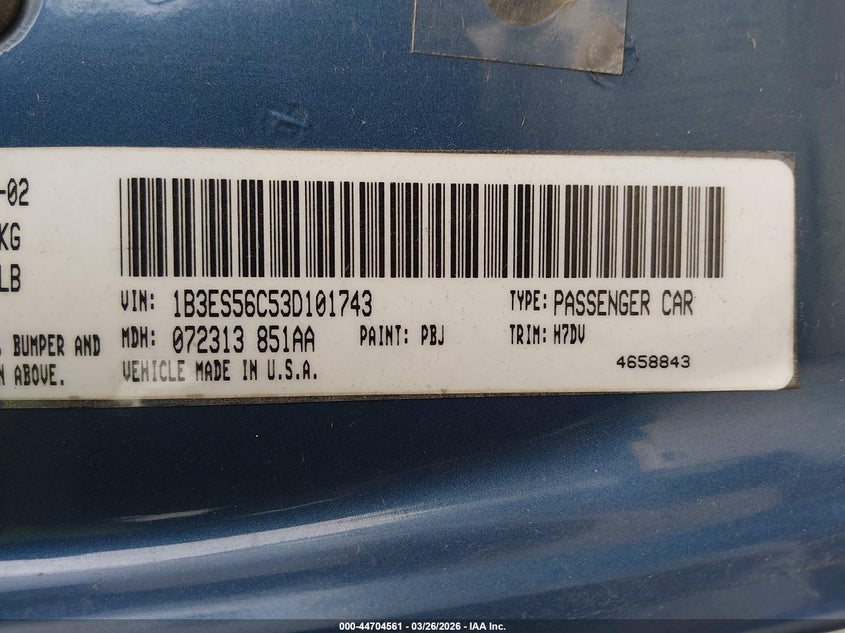 -02
KG
LB
VIN: 1B3ES56C53D101743 TYPE: PASSENGER CAR
BUMPER AND MDH: 072313 851AA PAINT: PBJ TRIM: H7DV
N ABOVE. VEHICLE MADE IN U.S.A. 4658843
000-44704561 - 03/26/2026 - IAA Inc.